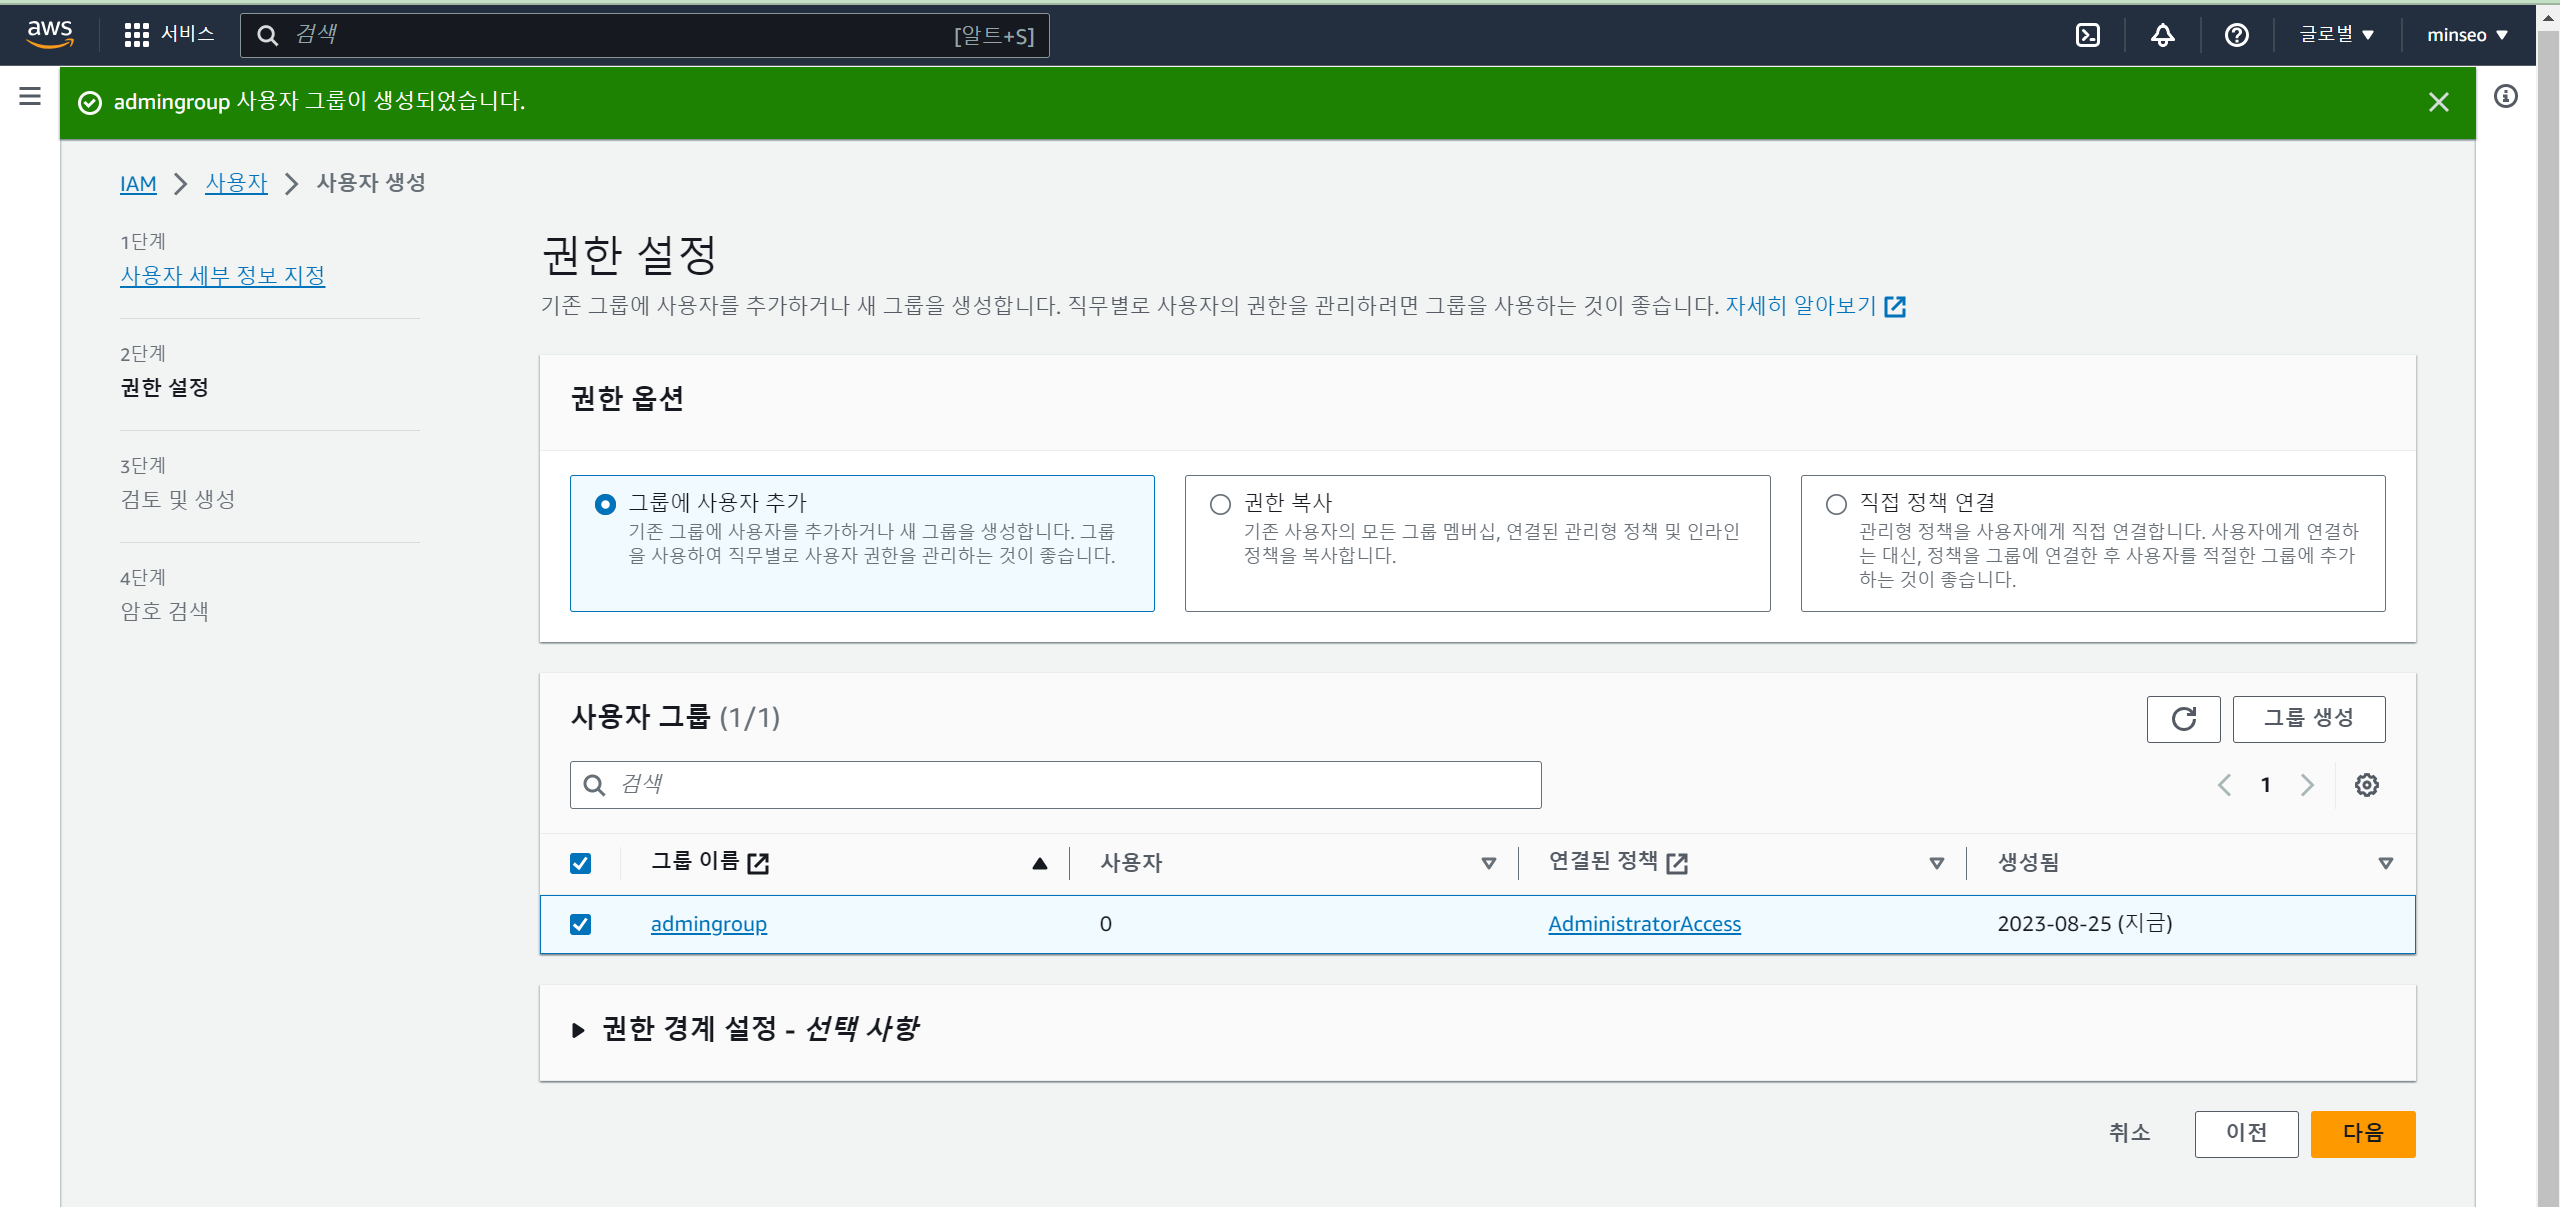 aws
서비스
검색
[알트+S]
글로벌
minseo
admingroup 사용자 그룹이 생성되었습니다.
IAM
사용자
사용자 생성
1단계
사용자 세부 정보 지정
2단계
권한 설정
3단계
검토 및 생성
4단계
암호 검색
권한 설정
기존 그룹에 사용자를 추가하거나 새 그룹을 생성합니다. 직무별로 사용자의 권한을 관리하려면 그룹을 사용하는 것이 좋습니다. 자세히 알아보기
권한 옵션
그룹에 사용자 추가
기존 그룹에 사용자를 추가하거나 새 그룹을 생성합니다. 그룹
을 사용하여 직무별로 사용자 권한을 관리하는 것이 좋습니다.
권한 복사
기존 사용자의 모든 그룹 멤버십, 연결된 관리형 정책 및 인라인
정책을 복사합니다.
직접 정책 연결
관리형 정책을 사용자에게 직접 연결합니다. 사용자에게 연결하
는 대신, 정책을 그룹에 연결한 후 사용자를 적절한 그룹에 추가
하는 것이 좋습니다.
사용자 그룹 (1/1)
그룹 생성
검색
1
그룹 이름
사용자
연결된 정책
생성됨
admingroup
0
AdministratorAccess
2023-08-25 (지금)
권한 경계 설정 - 선택 사항
취소
이전
다음